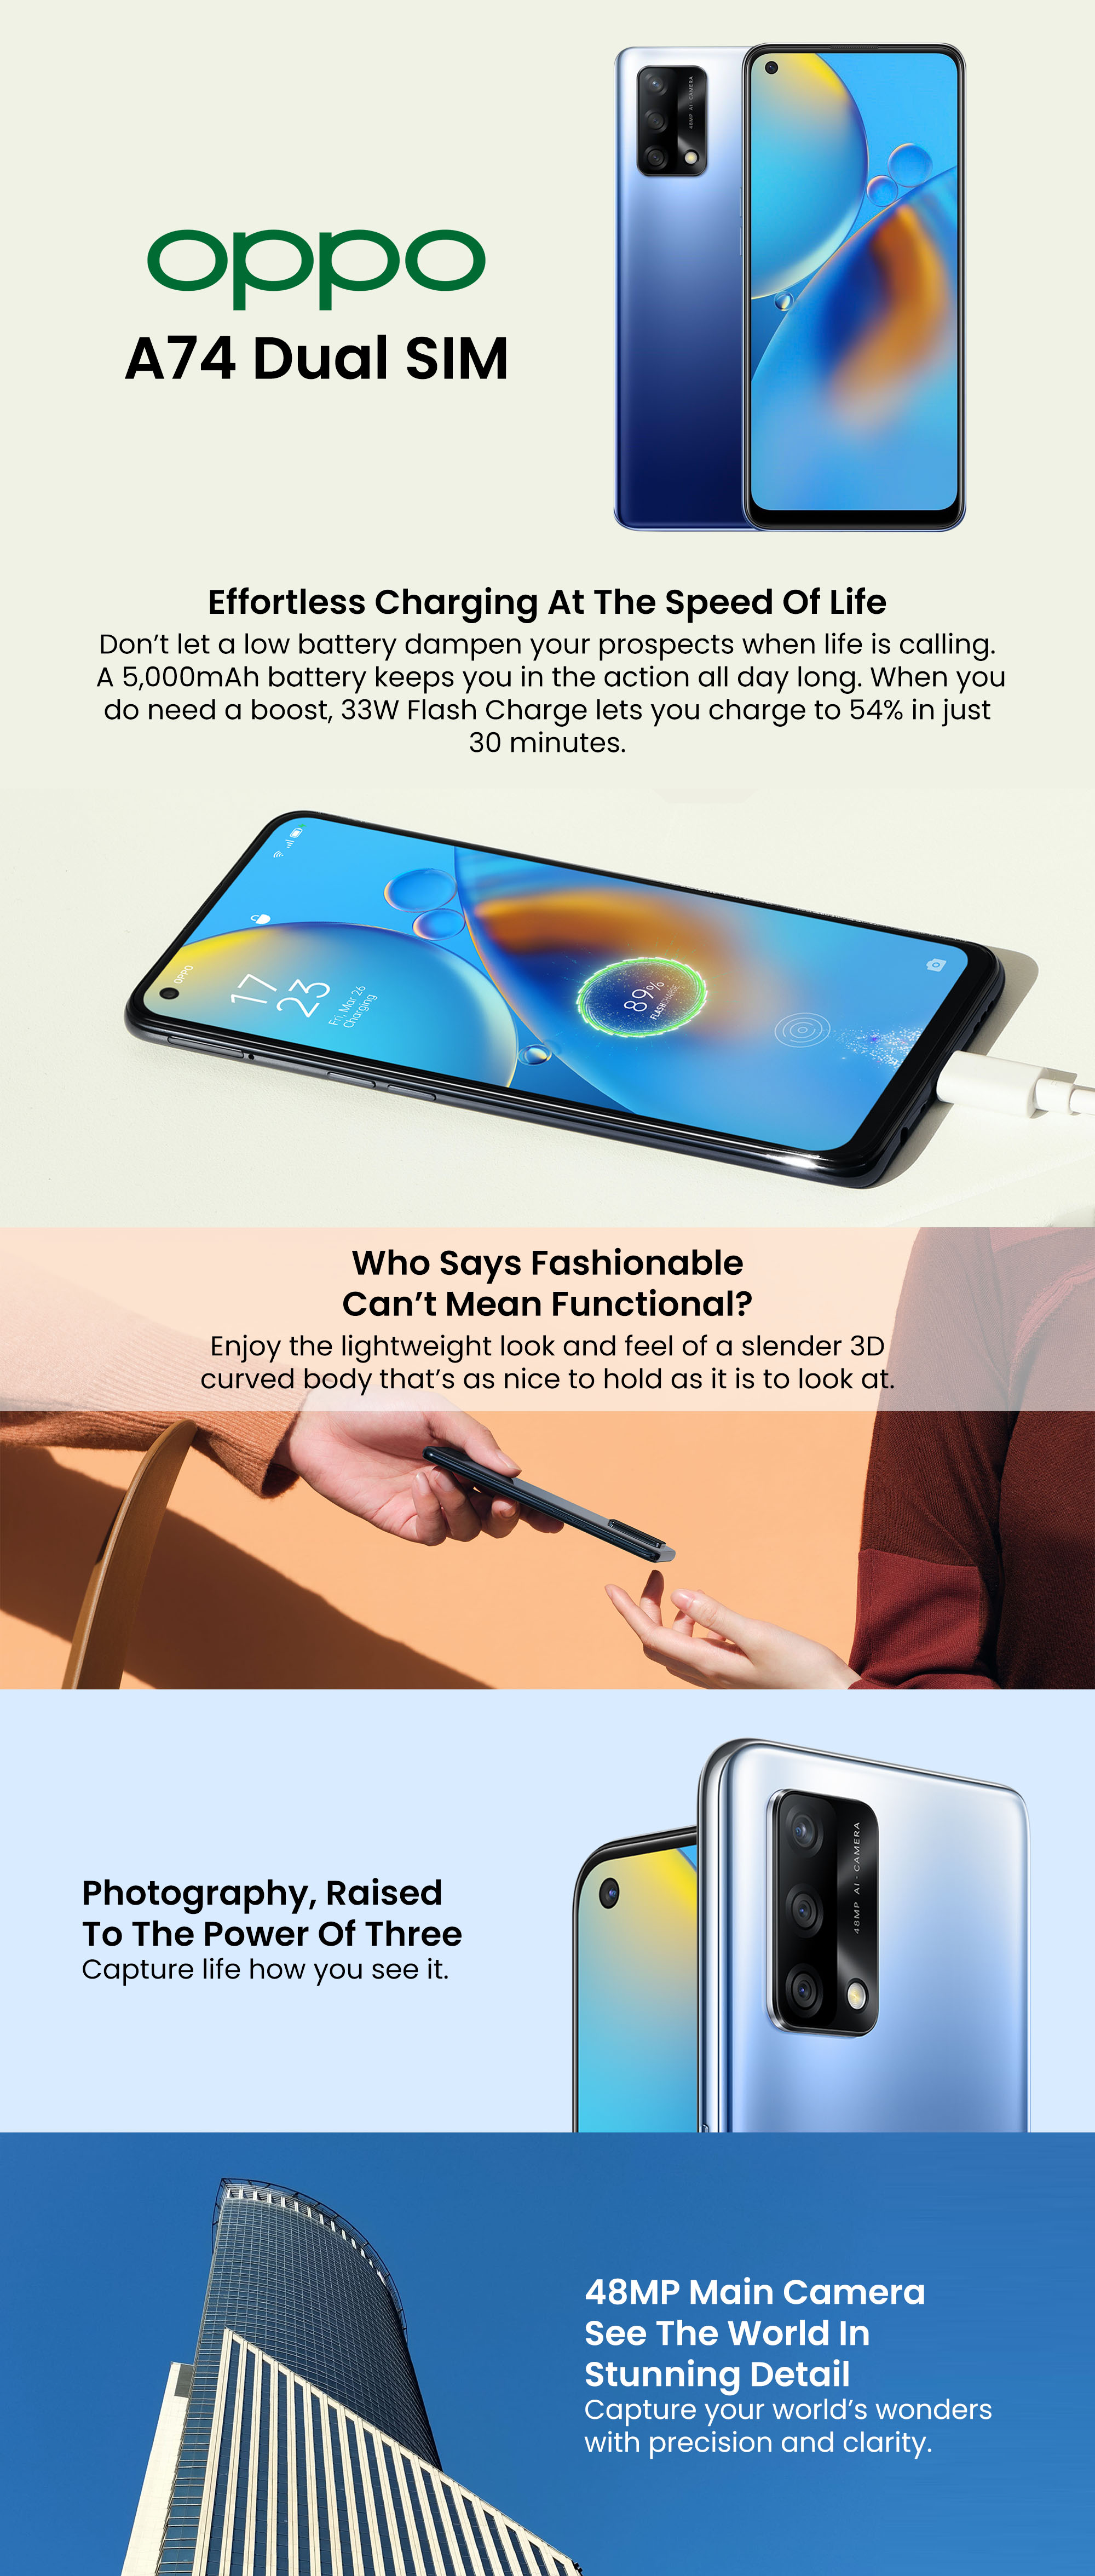 48MP AI·CAMERA
oppo
A74 Dual SIM
Effortless Charging At The Speed Of Life
Don’t let a low battery dampen your prospects when life is calling.
A 5,000mAh battery keeps you in the action all day long. When you
do need a boost, 33W Flash Charge lets you charge to 54% in just
30 minutes.
OPPO
17
23
Fri, Mar 26
Charging
89%
FLASH CHARGE
Who Says Fashionable
Can’t Mean Functional?
Enjoy the lightweight look and feel of a slender 3D
curved body that’s as nice to hold as it is to look at.
48MP AI·CAMERA
Photography, Raised
To The Power Of Three
Capture life how you see it.
48MP Main Camera
See The World In
Stunning Detail
Capture your world’s wonders
with precision and clarity.